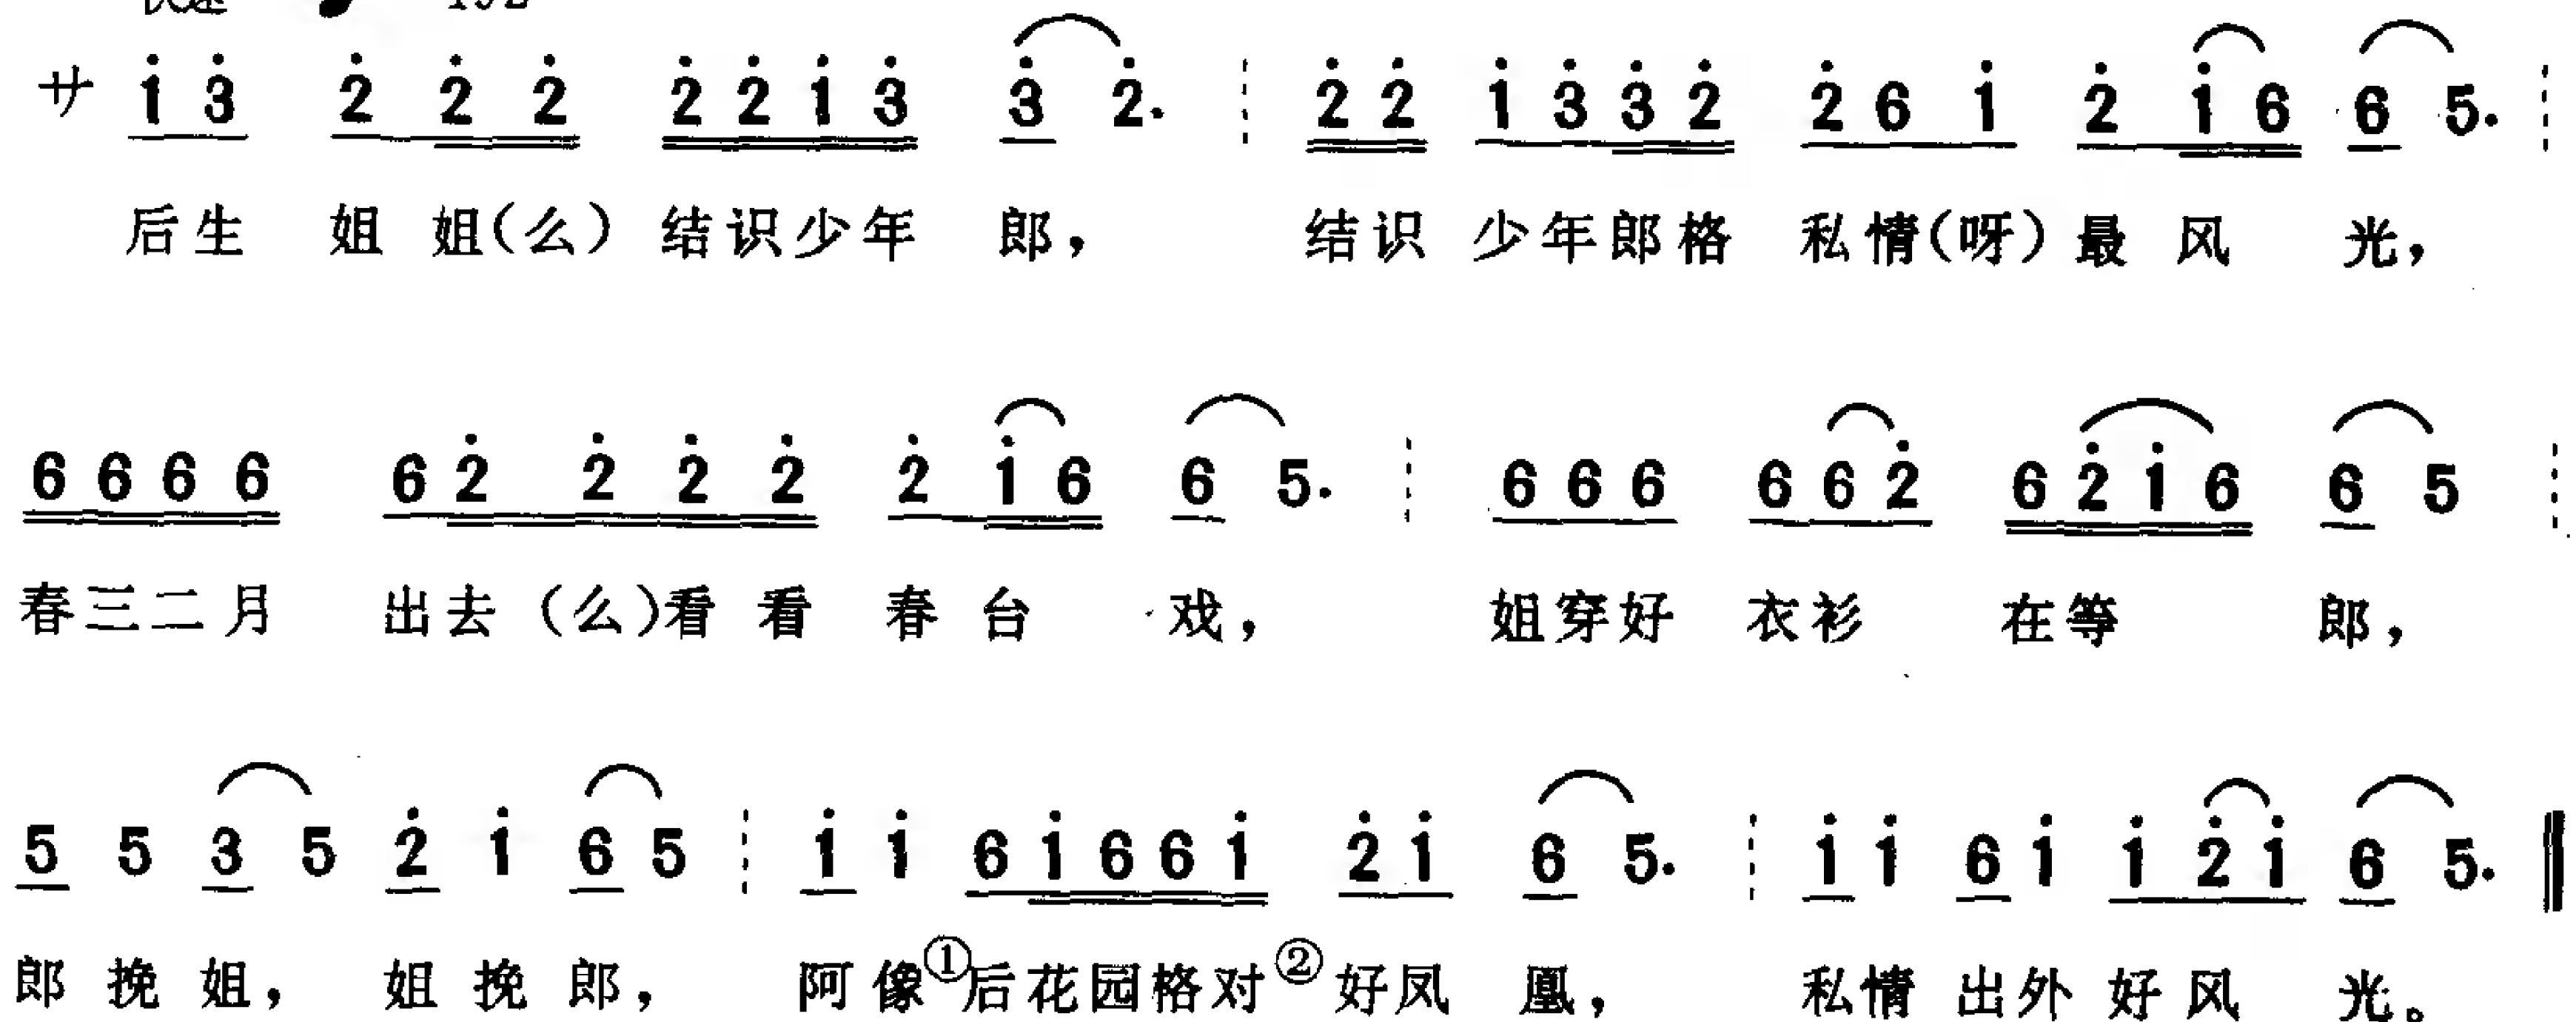 サ i̇ 3̇ 2̇ 2̇ 2̇ 2̇ 2̇ 1̇ 3̇ 3̇ 2̇. ┊ 2̇ 2̇ 1̇ 3̇ 3̇ 2̇ 2̇ 6 1̇ 2̇ 1̇ 6 6 5. ┊
后生 姐 姐(么) 结识少年 郎, 结识 少年郎格 私情(呀) 最 风 光,
6 6 6 6 6 2̇ 2̇ 2̇ 2̇ 2̇ 1̇ 6 6 5. ┊ 6 6 6 6 6 2̇ 6 2̇ 1̇ 6 6 5 ┊
春三二月 出去 (么)看 看 春 台 戏, 姐穿好 衣衫 在等 郎,
5 5 3 5 2̇ 1̇ 6 5 ┊ 1̇ 1̇ 6 1̇ 6 6 1̇ 2̇ 1̇ 6 5. ┊ 1̇ 1̇ 6 1̇ 1̇ 2̇ 1̇ 6 5. ‖
郎 挽 姐, 姐 挽 郎, 阿 像①后花园格对②好凤 凰, 私情 出外 好 风 光。